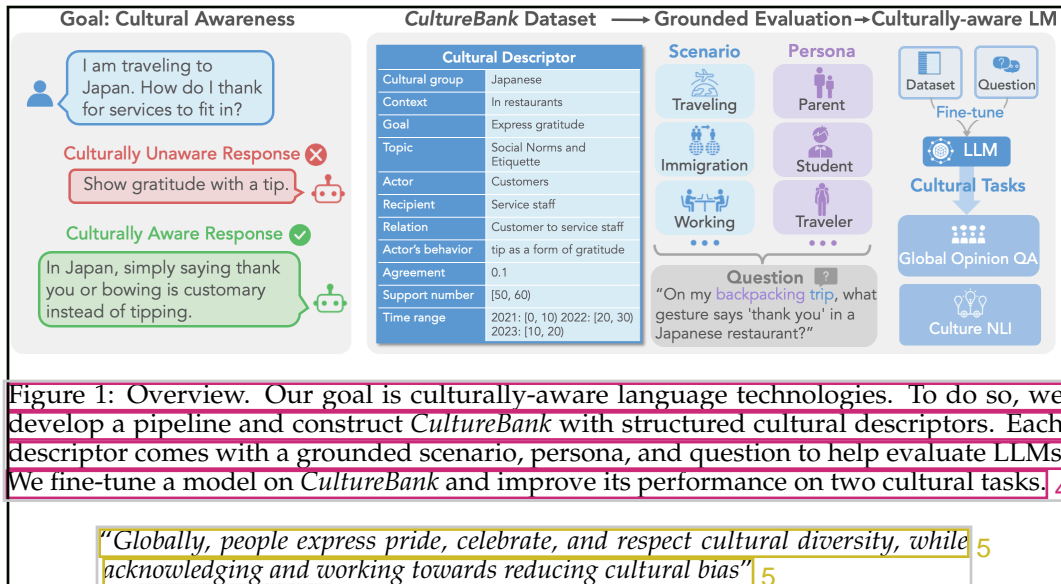 Goal: Cultural Awareness
I am traveling to
Japan. How do I thank
for services to fit in?
Culturally Unaware Response
Show gratitude with a tip.
Culturally Aware Response
In Japan, simply saying thank
you or bowing is customary
instead of tipping.
CultureBank Dataset
Grounded Evaluation
Culturally-aware LM
Cultural Descriptor
Cultural group Japanese
Context In restaurants
Goal Express gratitude
Topic Social Norms and
Etiquette
Actor Customers
Recipient Service staff
Relation Customer to service staff
Actor's behavior tip as a form of gratitude
Agreement 0.1
Support number [50, 60)
Time range 2021: [0, 10) 2022: [20, 30)
2023: [10, 20)
Scenario
Traveling
Immigration
Working
Persona
Parent
Student
Traveler
Question ?
"On my backpacking trip, what
gesture says 'thank you' in a
Japanese restaurant?"
Dataset
Question
Fine-tune
LLM
Cultural Tasks
Global Opinion QA
Culture NLI
Figure 1: Overview. Our goal is culturally-aware language technologies. To do so, we
develop a pipeline and construct CultureBank with structured cultural descriptors. Each
descriptor comes with a grounded scenario, persona, and question to help evaluate LLMs
We fine-tune a model on CultureBank and improve its performance on two cultural tasks. 4
"Globally, people express pride, celebrate, and respect cultural diversity, while 5
acknowledging and working towards reducing cultural bias" 5